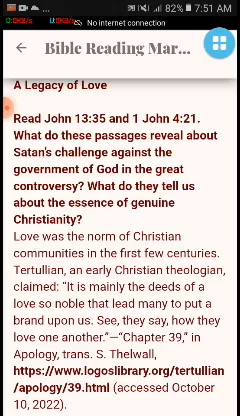 0:0KB/s U:0KB/s 82% 7:51 AM
No internet connection
Bible Reading Mar...
A Legacy of Love
Read John 13:35 and 1 John 4:21.
What do these passages reveal about
Satan's challenge against the
government of God in the great
controversy? What do they tell us
about the essence of genuine
Christianity?
Love was the norm of Christian
communities in the first few centuries.
Tertullian, an early Christian theologian,
claimed: “It is mainly the deeds of a
love so noble that lead many to put a
brand upon us. See, they say, how they
love one another.”—“Chapter 39,” in
Apology, trans. S. Thelwall,
https://www.logoslibrary.org/tertullian
/apology/39.html (accessed October
10, 2022).